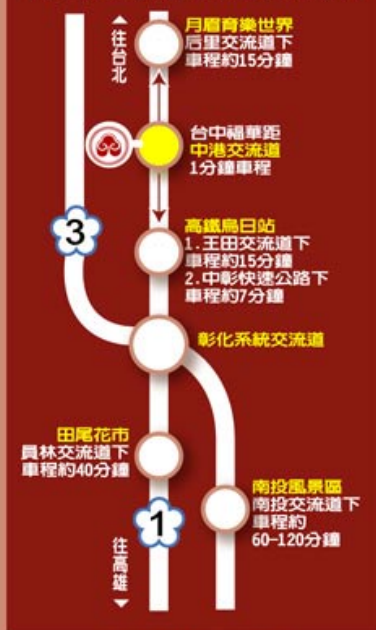 ▲往台北
月眉育樂世界
后里交流道下
車程約15分鐘
台中福華距
中港交流道
1分鐘車程
3
高鐵烏日站
1.王田交流道下
車程約15分鐘
2.中彰快速公路下
車程約7分鐘
彰化系統交流道
田尾花市
員林交流道下
車程約40分鐘
南投風景區
南投交流道下
車程約
60-120分鐘
1
往高雄▼